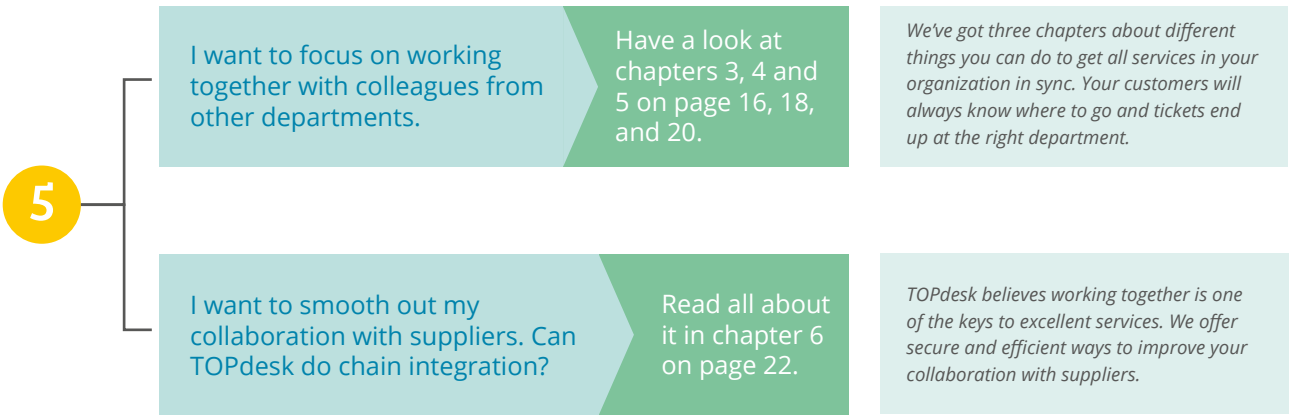 I want to focus on working
together with colleagues from
other departments.
Have a look at
chapters 3, 4 and
5 on page 16, 18,
and 20.
We've got three chapters about different
things you can do to get all services in your
organization in sync. Your customers will
always know where to go and tickets end
up at the right department.
5
I want to smooth out my
collaboration with suppliers. Can
TOPdesk do chain integration?
Read all about
it in chapter 6
on page 22.
TOPdesk believes working together is one
of the keys to excellent services. We offer
secure and efficient ways to improve your
collaboration with suppliers.